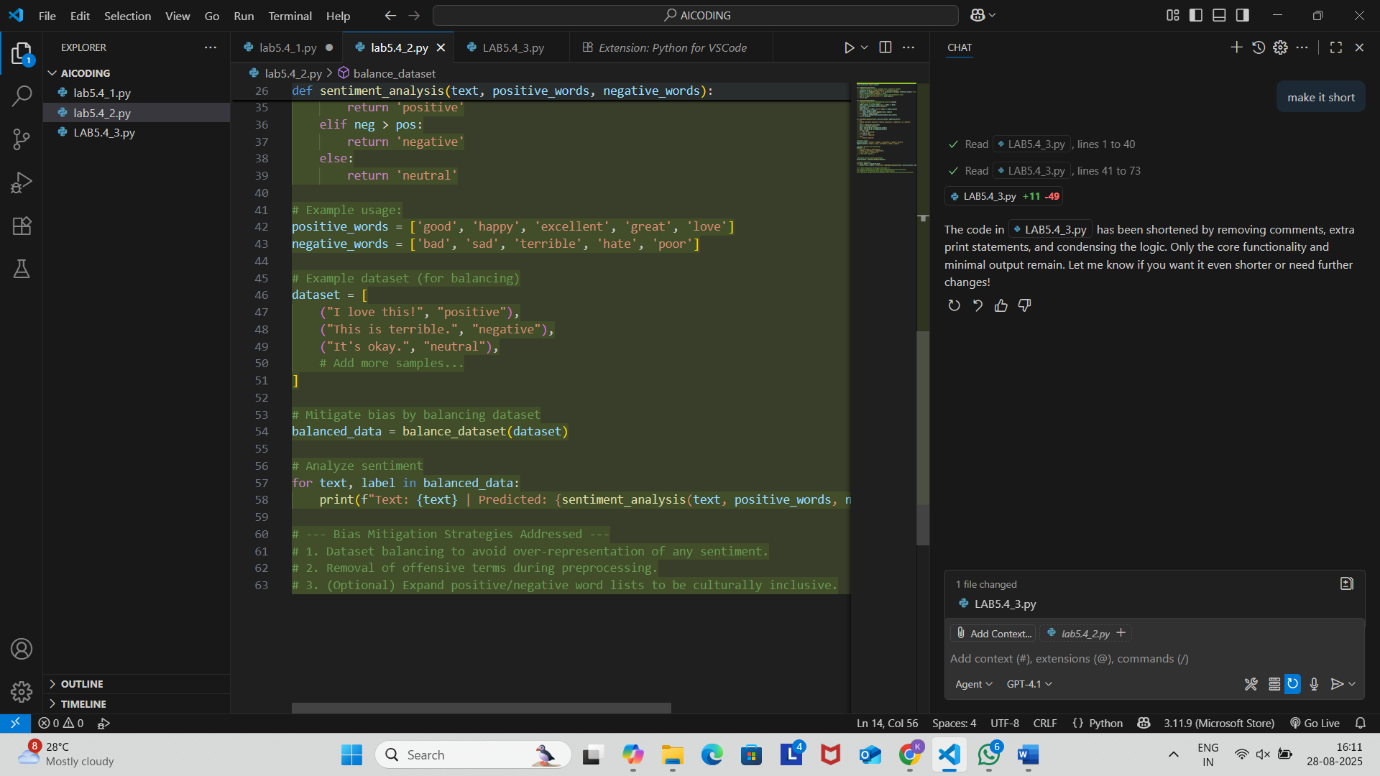 File Edit Selection View Go Run Terminal Help
AICODING
EXPLORER
AICODING
lab5.4_1.py
lab5.4_2.py
LAB5.4_3.py
OUTLINE
TIMELINE
lab5.4_1.py
lab5.4_2.py
LAB5.4_3.py
Extension: Python for VSCode
lab5.4_2.py > balance_dataset
26 def sentiment_analysis(text, positive_words, negative_words):
35 return 'positive'
36 elif neg > pos:
37 return 'negative'
38 else:
39 return 'neutral'
40
41 # Example usage:
42 positive_words = ['good', 'happy', 'excellent', 'great', 'love']
43 negative_words = ['bad', 'sad', 'terrible', 'hate', 'poor']
44
45 # Example dataset (for balancing)
46 dataset = [
47 ("I love this!", "positive"),
48 ("This is terrible.", "negative"),
49 ("It's okay.", "neutral"),
50 # Add more samples...
51 ]
52
53 # Mitigate bias by balancing dataset
54 balanced_data = balance_dataset(dataset)
55
56 # Analyze sentiment
57 for text, label in balanced_data:
58 print(f"Text: {text} | Predicted: {sentiment_analysis(text, positive_words, n
59
60 # --- Bias Mitigation Strategies Addressed ---
61 # 1. Dataset balancing to avoid over-representation of any sentiment.
62 # 2. Removal of offensive terms during preprocessing.
63 # 3. (Optional) Expand positive/negative word lists to be culturally inclusive.
CHAT
make it short
Read LAB5.4_3.py , lines 1 to 40
Read LAB5.4_3.py , lines 41 to 73
LAB5.4_3.py +11 -49
The code in LAB5.4_3.py has been shortened by removing comments, extra
print statements, and condensing the logic. Only the core functionality and
minimal output remain. Let me know if you want it even shorter or need further
changes!
1 file changed
LAB5.4_3.py
Add Context... lab5.4_2.py
Add context (#), extensions (@), commands (/)
Agent GPT-4.1
0 0 Ln 14, Col 56 Spaces: 4 UTF-8 CRLF {} Python 3.11.9 (Microsoft Store) Go Live
8
28°C
Mostly cloudy
Search
4
K
6
ENG
IN
16:11
28-08-2025